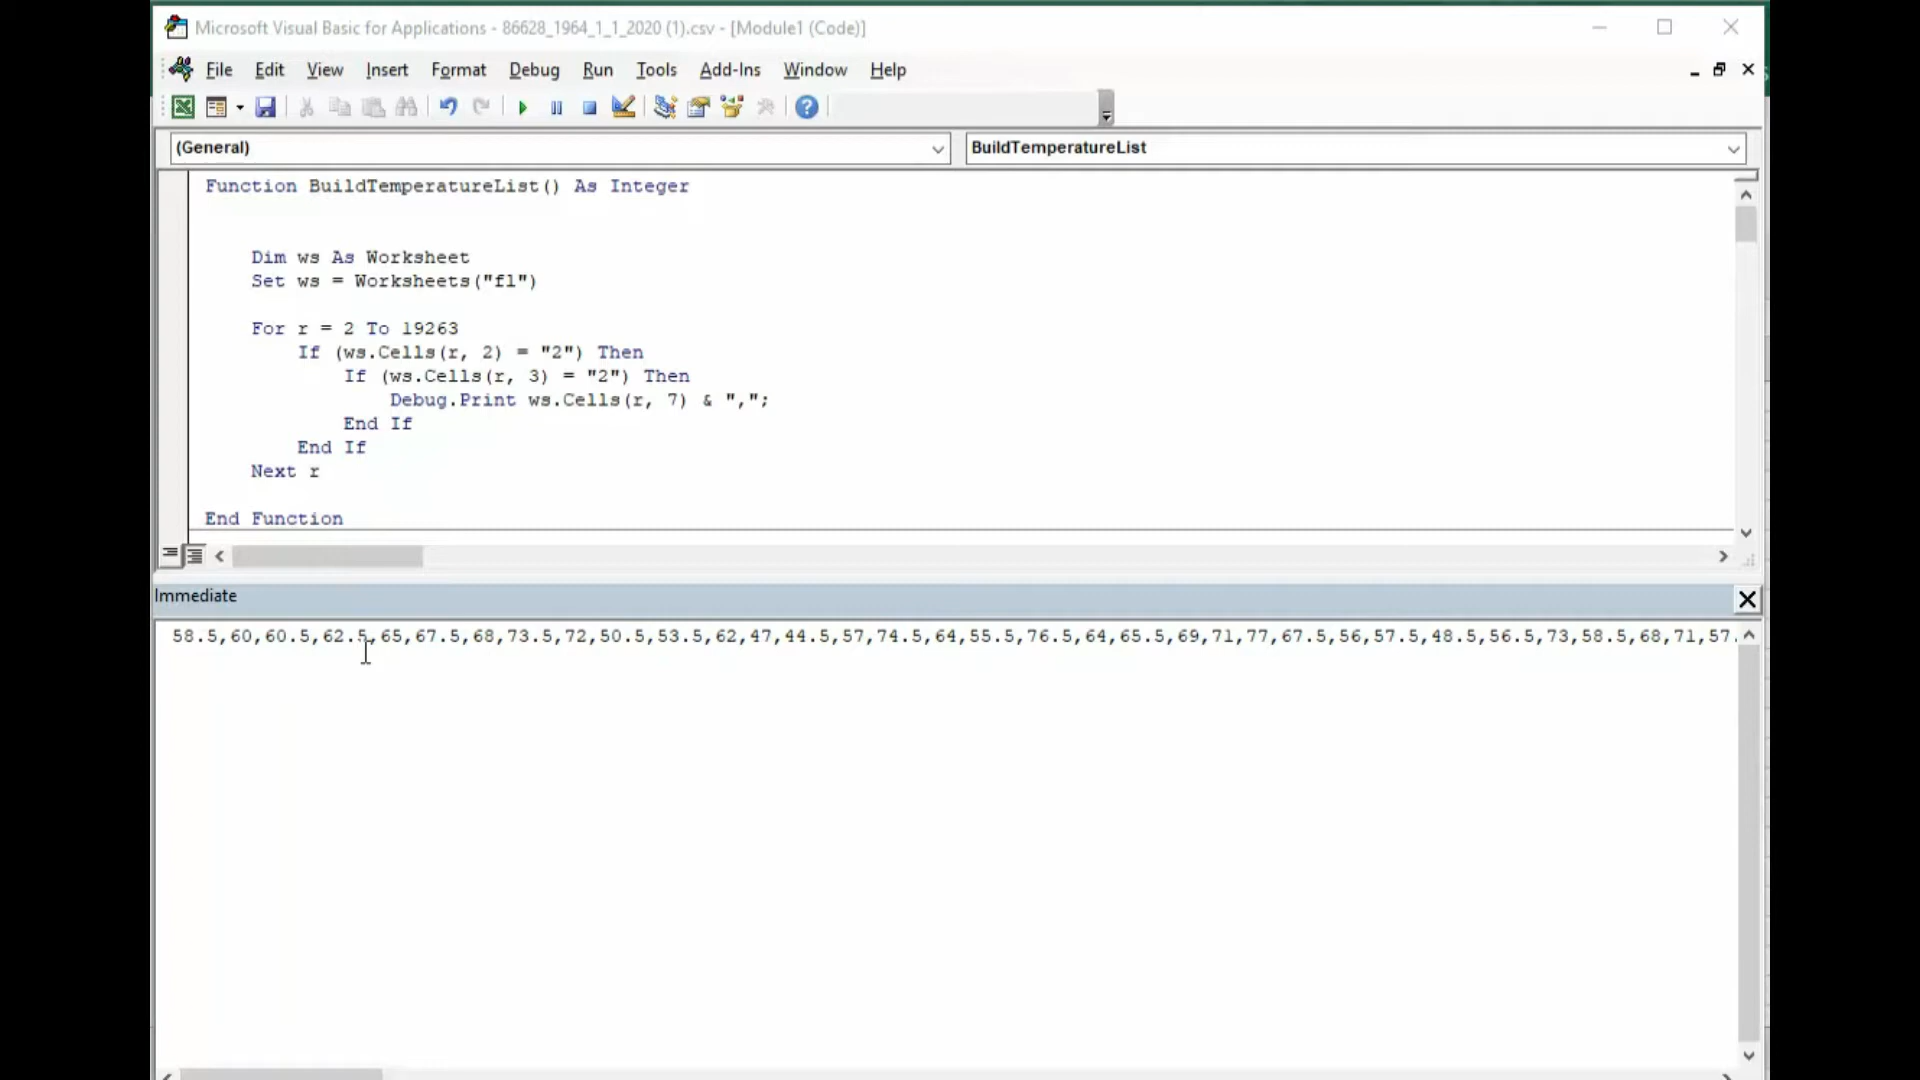 Microsoft Visual Basic for Applications - 86628_1964_1_1_2020 (1).csv - [Module1 (Code)]
File Edit View Insert Format Debug Run Tools Add-Ins Window Help
(General) BuildTemperatureList
Function BuildTemperatureList() As Integer
Dim ws As Worksheet
Set ws = Worksheets("fl")
For r = 2 To 19263
If (ws.Cells(r, 2) = "2") Then
If (ws.Cells(r, 3) = "2") Then
Debug.Print ws.Cells(r, 7) & ",";
End If
End If
Next r
End Function
Immediate
58.5,60,60.5,62.5,65,67.5,68,73.5,72,50.5,53.5,62,47,44.5,57,74.5,64,55.5,76.5,64,65.5,69,71,77,67.5,56,57.5,48.5,56.5,73,58.5,68,71,57.